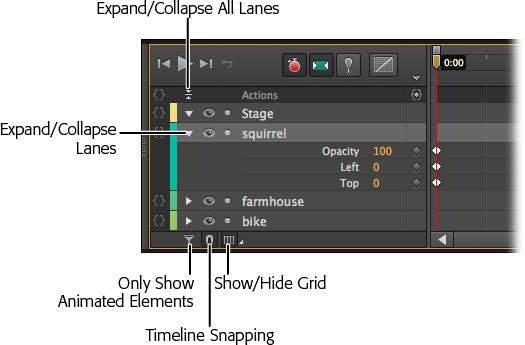 Expand/Collapse All Lanes
0:00
Actions
Stage
Expand/Collapse
Lanes
squirrel
Opacity 100
Left 0
Top 0
farmhouse
bike
Only Show
Animated Elements
Show/Hide Grid
Timeline Snapping